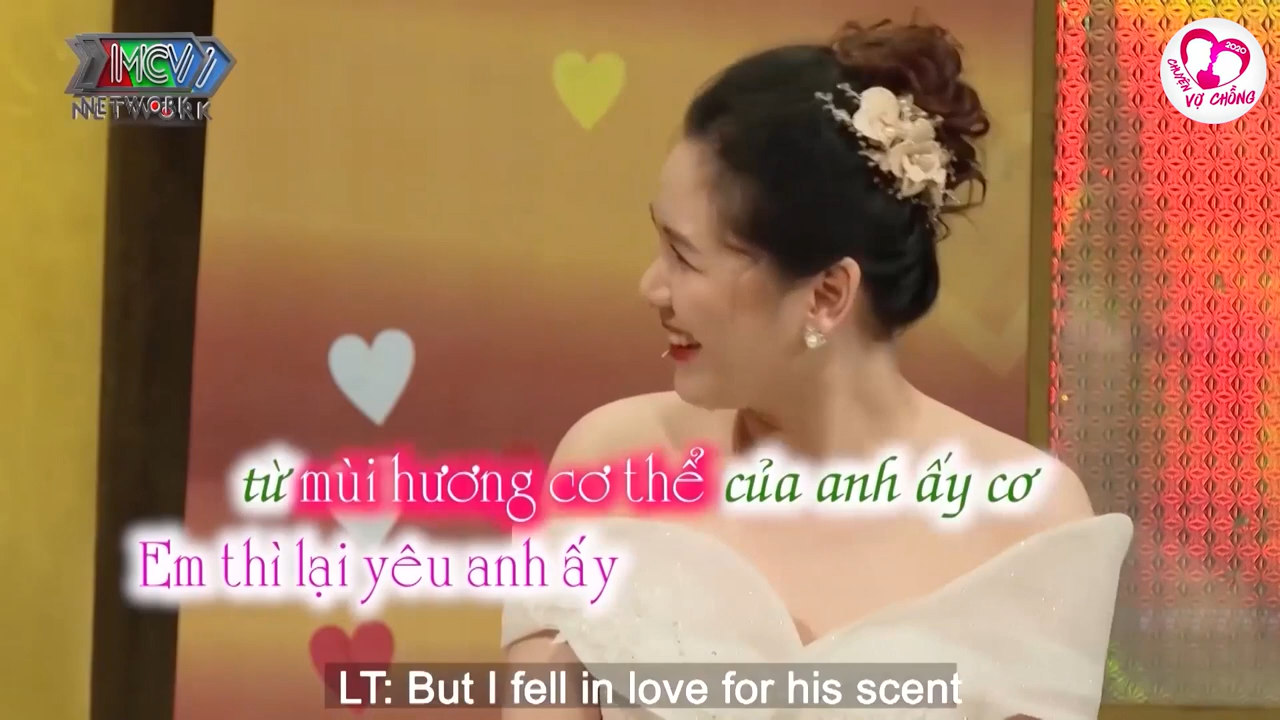 MCV
NETWORK
2020
CHUYỆN
VỢ CHỒNG
từ mùi hương cơ thể của anh ấy cơ
Em thì lại yêu anh ấy
LT: But I fell in love for his scent